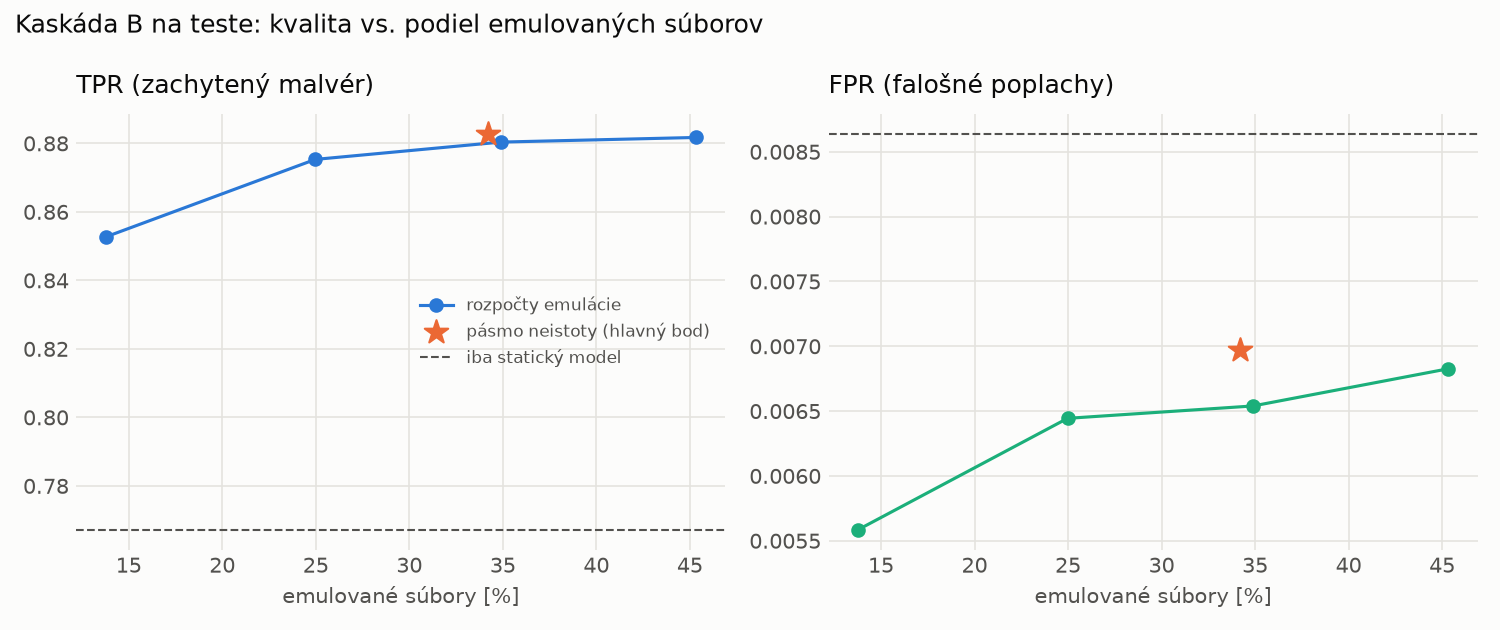 Kaskáda B na teste: kvalita vs. podiel emulovaných súborov
TPR (zachytený malvér)
0.88
0.86
0.84
0.82
0.80
0.78
rozpočty emulácie
pásmo neistoty (hlavný bod)
iba statický model
15 20 25 30 35 40 45
emulované súbory [%]
FPR (falošné poplachy)
0.0085
0.0080
0.0075
0.0070
0.0065
0.0060
0.0055
15 20 25 30 35 40 45
emulované súbory [%]